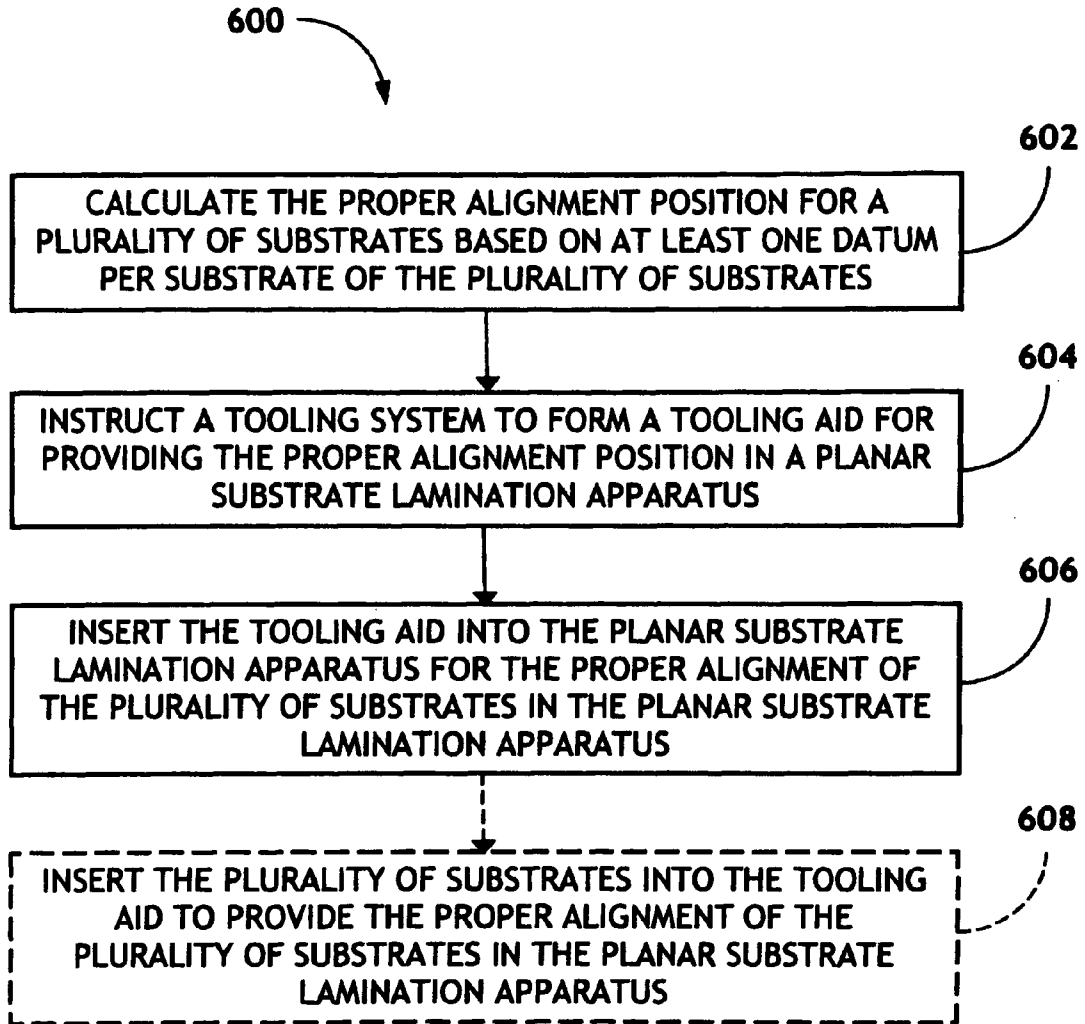 600
602
CALCULATE THE PROPER ALIGNMENT POSITION FOR A
PLURALITY OF SUBSTRATES BASED ON AT LEAST ONE DATUM
PER SUBSTRATE OF THE PLURALITY OF SUBSTRATES
604
INSTRUCT A TOOLING SYSTEM TO FORM A TOOLING AID FOR
PROVIDING THE PROPER ALIGNMENT POSITION IN A PLANAR
SUBSTRATE LAMINATION APPARATUS
606
INSERT THE TOOLING AID INTO THE PLANAR SUBSTRATE
LAMINATION APPARATUS FOR THE PROPER ALIGNMENT OF
THE PLURALITY OF SUBSTRATES IN THE PLANAR SUBSTRATE
LAMINATION APPARATUS
608
INSERT THE PLURALITY OF SUBSTRATES INTO THE TOOLING
AID TO PROVIDE THE PROPER ALIGNMENT OF THE
PLURALITY OF SUBSTRATES IN THE PLANAR SUBSTRATE
LAMINATION APPARATUS